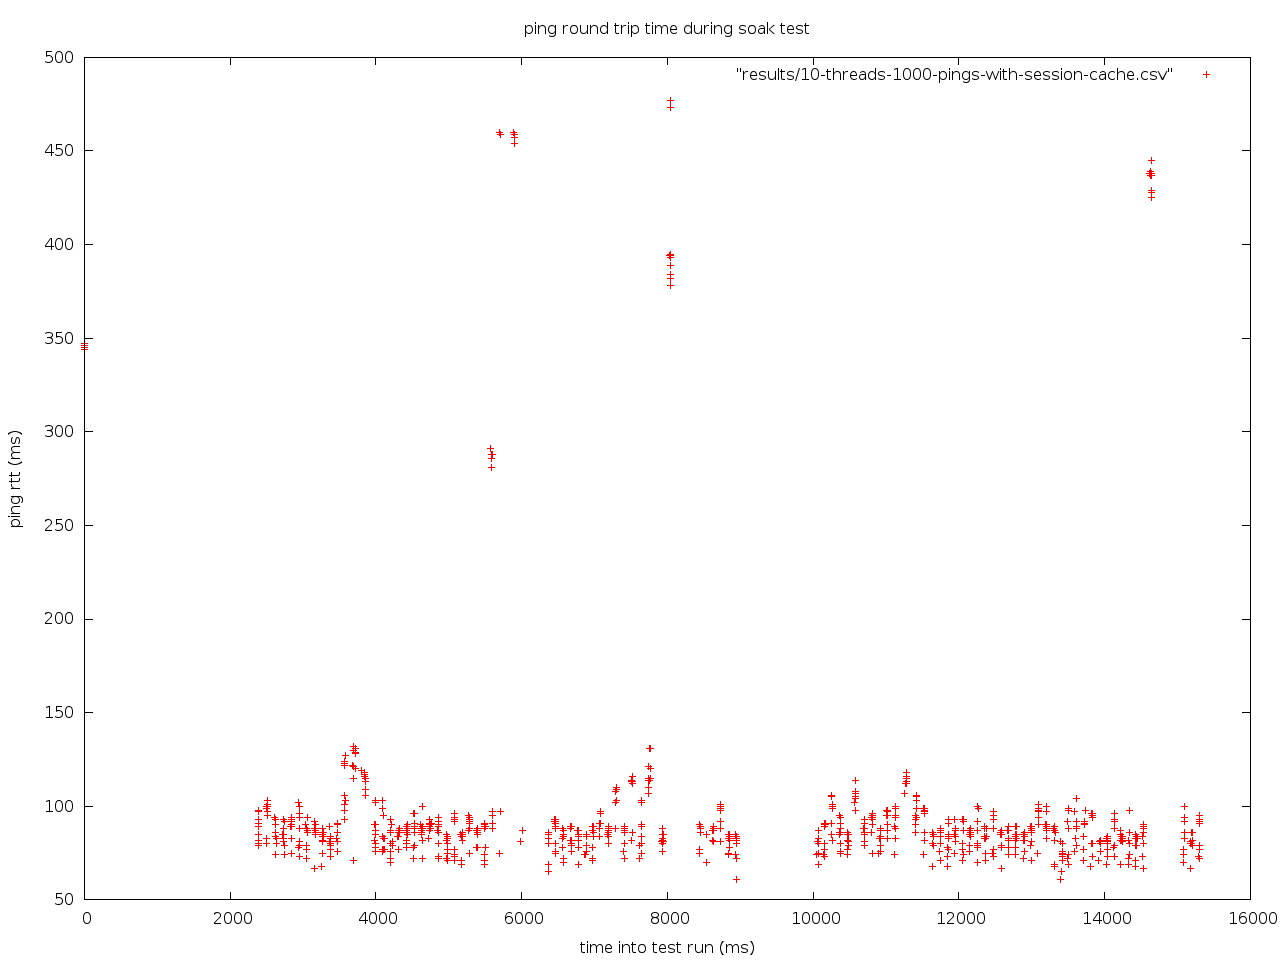 ping round trip time during soak test
"results/10-threads-1000-pings-with-session-cache.csv"
500
450
400
350
300
250
200
150
100
50
ping rtt (ms)
0 2000 4000 6000 8000 10000 12000 14000 16000
time into test run (ms)